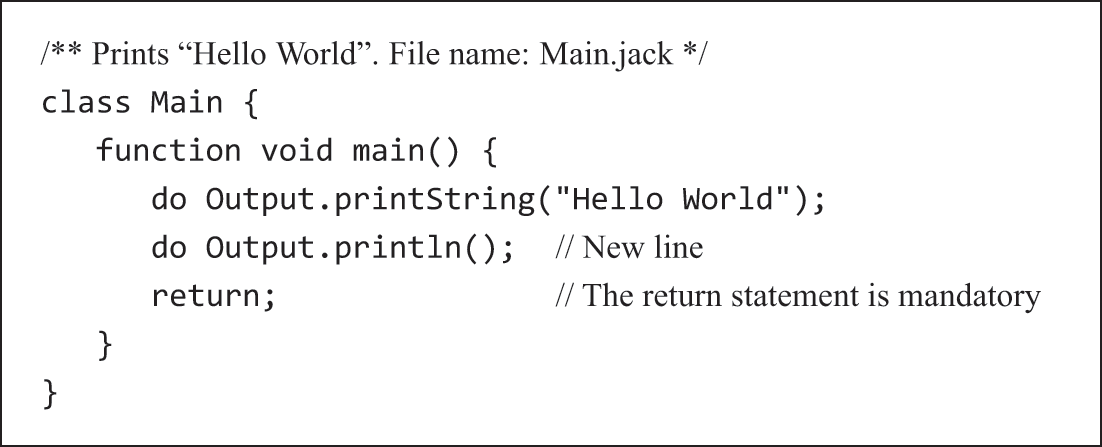 /** Prints “Hello World”. File name: Main.jack */
class Main {
   function void main() {
      do Output.printString("Hello World");
      do Output.println();  // New line
      return;               // The return statement is mandatory
   }
}